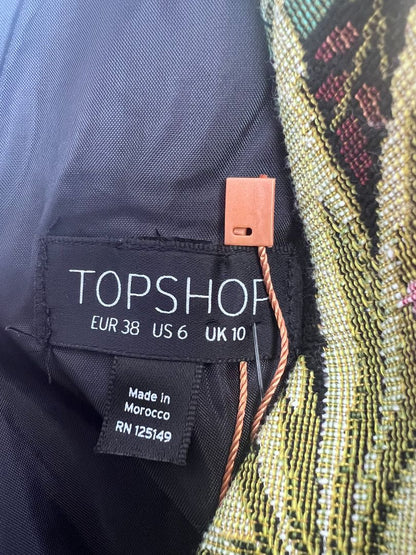 TOPSHOP
EUR 38 US 6 UK 10
Made in
Morocco
RN 125149